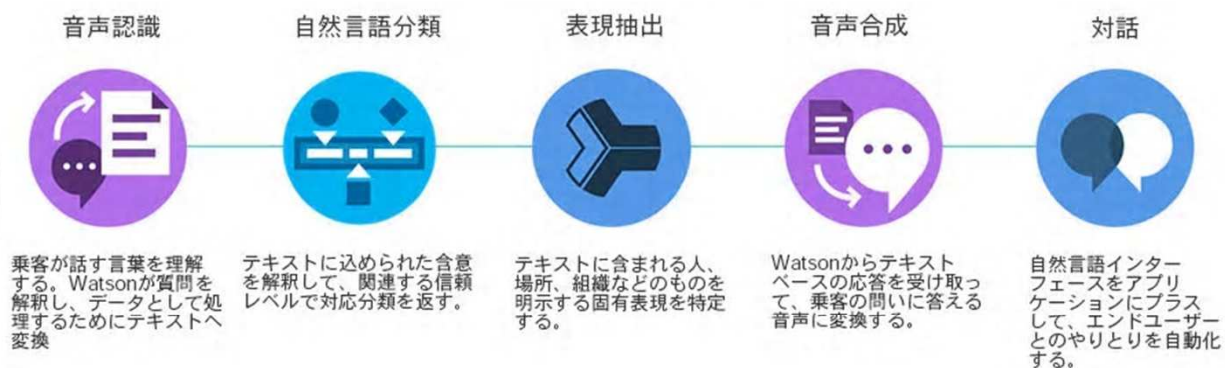 音声認識
自然言語分類
表現抽出
音声合成
対話
乗客が話す言葉を理解
する。Watsonが質問を
解釈し、データとして処
理するためにテキストへ
変換
テキストに込められた含意
を解釈して、関連する信頼
レベルで対応分類を返す。
テキストに含まれる人、
場所、組織などのものを
明示する固有表現を特定
する。
Watsonからテキスト
ベースの応答を受け取っ
て、乗客の問いに答える
音声に変換する。
自然言語インター
フェースをアプリ
ケーションにプラス
して、エンドユーザー
とのやりとりを自動化
する。